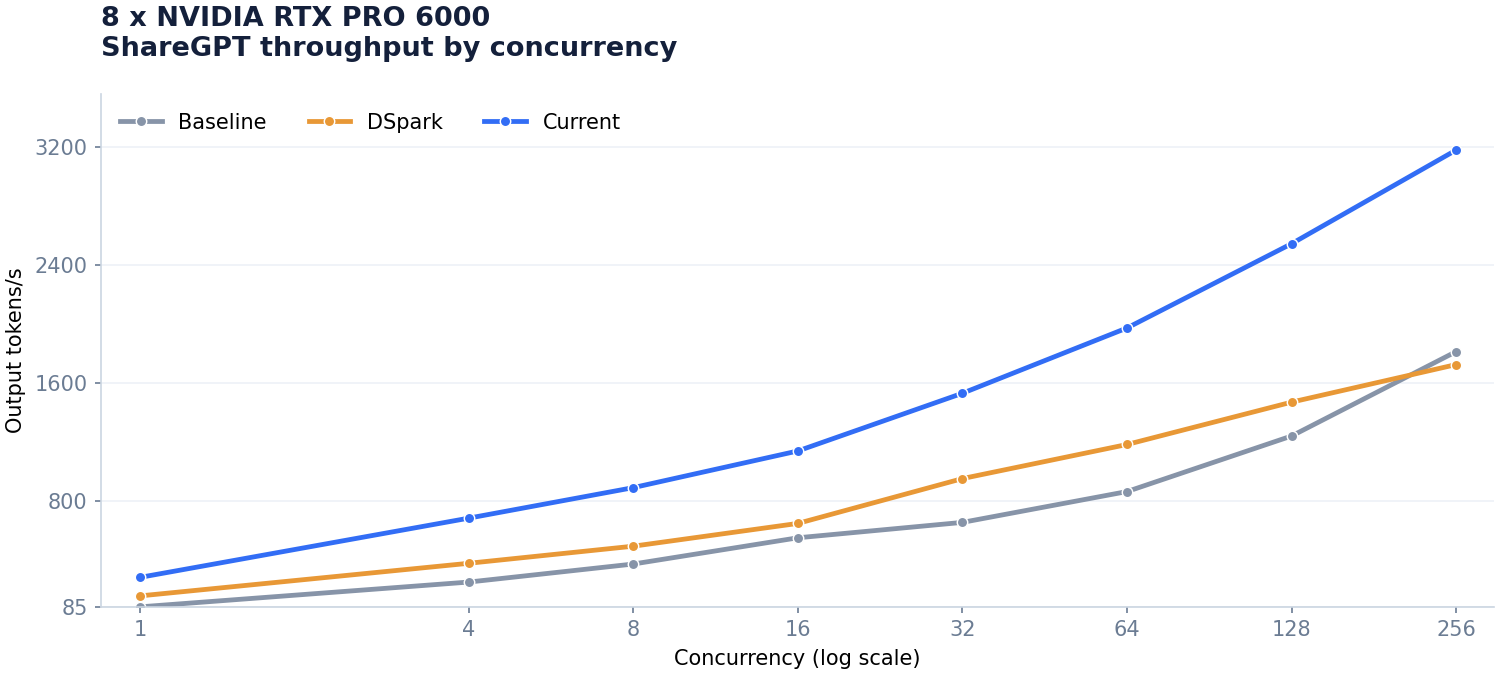 8 x NVIDIA RTX PRO 6000
ShareGPT throughput by concurrency
Baseline
DSpark
Current
Output tokens/s
3200
2400
1600
800
85
1
4
8
16
32
64
128
256
Concurrency (log scale)